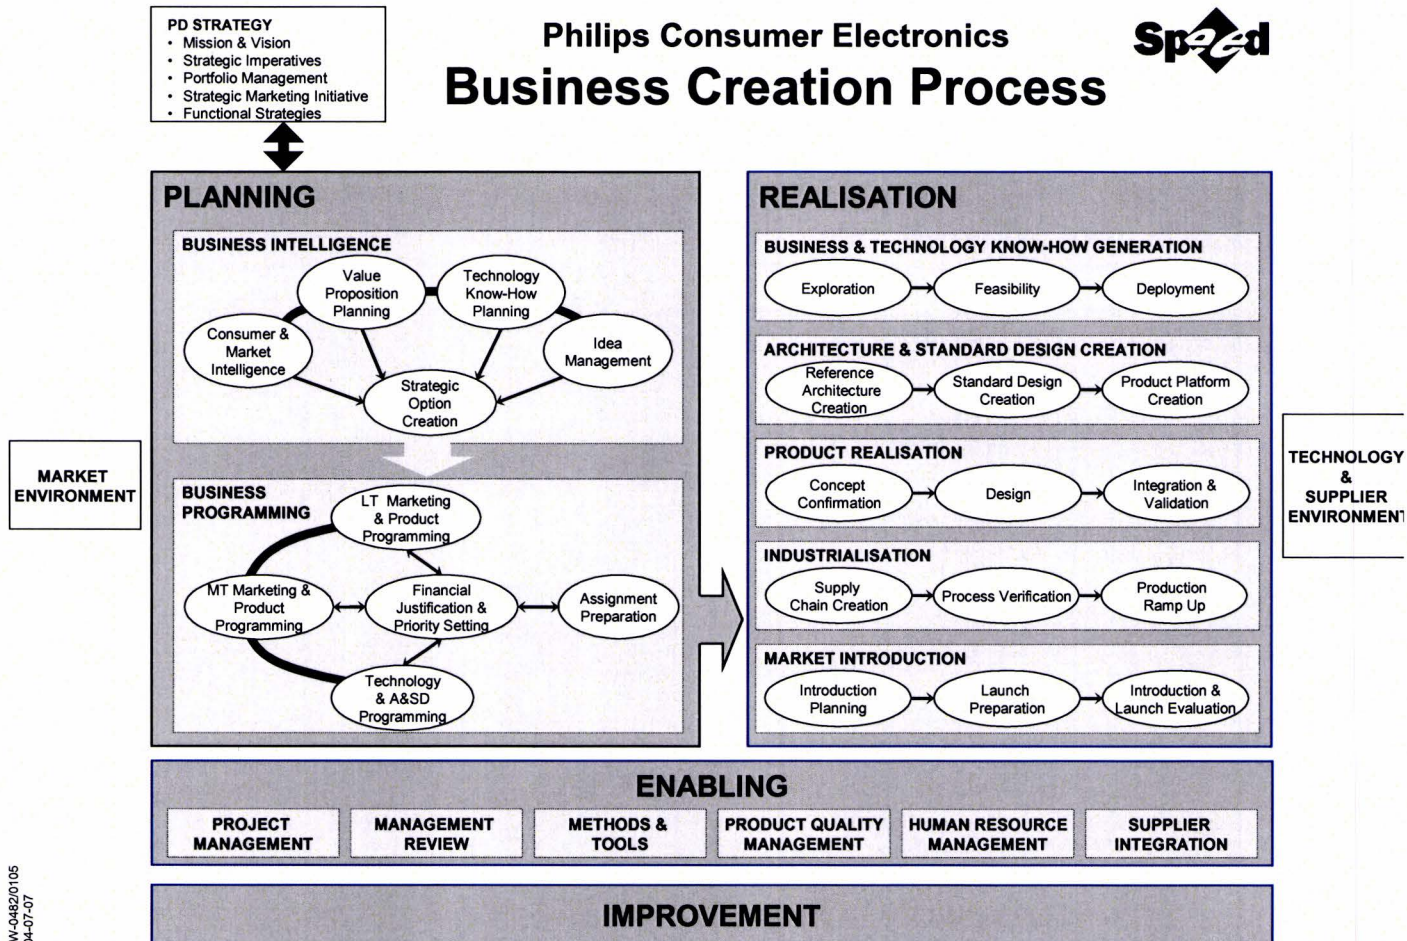 PD STRATEGY
• Mission & Vision
• Strategic Imperatives
• Portfolio Management
• Strategic Marketing Initiative
• Functional Strategies
Philips Consumer Electronics
Business Creation Process
Speed
PLANNING
BUSINESS INTELLIGENCE
Value
Proposition
Planning
Technology
Know-How
Planning
Consumer &
Market
Intelligence
Idea
Management
Strategic
Option
Creation
BUSINESS
PROGRAMMING
LT Marketing
& Product
Programming
MT Marketing &
Product
Programming
Financial
Justification &
Priority Setting
Assignment
Preparation
Technology
& A&SD
Programming
MARKET
ENVIRONMENT
REALISATION
BUSINESS & TECHNOLOGY KNOW-HOW GENERATION
Exploration
Feasibility
Deployment
ARCHITECTURE & STANDARD DESIGN CREATION
Reference
Architecture
Creation
Standard Design
Creation
Product Platform
Creation
PRODUCT REALISATION
Concept
Confirmation
Design
Integration &
Validation
INDUSTRIALISATION
Supply
Chain Creation
Process Verification
Production
Ramp Up
MARKET INTRODUCTION
Introduction
Planning
Launch
Preparation
Introduction &
Launch Evaluation
TECHNOLOGY
&
SUPPLIER
ENVIRONMENT
ENABLING
PROJECT
MANAGEMENT
MANAGEMENT
REVIEW
METHODS &
TOOLS
PRODUCT QUALITY
MANAGEMENT
HUMAN RESOURCE
MANAGEMENT
SUPPLIER
INTEGRATION
IMPROVEMENT
W-0482/0105
04-07-07